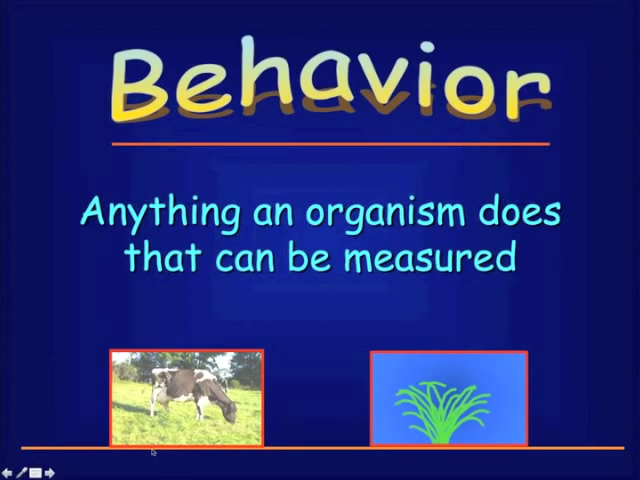 Behavior
Anything an organism does
that can be measured